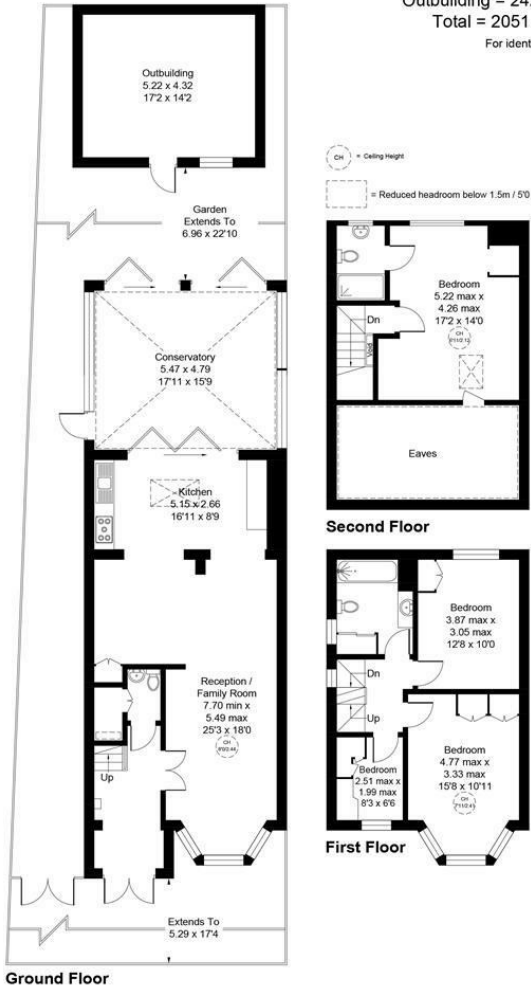 Outbuilding = 24.
Total = 2051
For ident
Outbuilding
5.22 x 4.32
17'2 x 14'2
CH = Ceiling Height
= Reduced headroom below 1.5m / 5'0
Garden
Extends To
6.96 x 22'10
Conservatory
5.47 x 4.79
17'11 x 15'9
Kitchen
5.15 x 2.66
16'11 x 8'9
Reception /
Family Room
7.70 min x
5.49 max
25'3 x 18'0
CH
Up
Extends To
5.29 x 17'4
Ground Floor
Bedroom
5.22 max x
4.26 max
17'2 x 14'0
CH
Dn
Void
Eaves
Second Floor
Bedroom
3.87 max x
3.05 max
12'8 x 10'0
Dn
Up
Bedroom
2.51 max x
1.99 max
8'3 x 6'6
Bedroom
4.77 max x
3.33 max
15'8 x 10'11
CH
First Floor